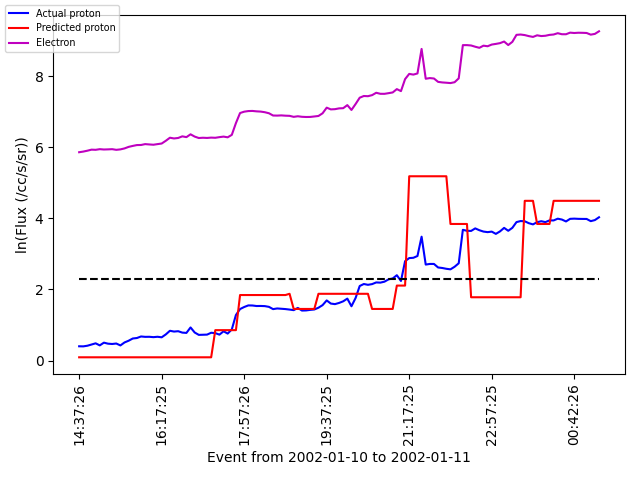 Actual proton
Predicted proton
Electron
8
6
4
2
0
ln(Flux (/cc/s/sr))
14:37:26
16:17:25
17:57:26
19:37:25
21:17:25
22:57:25
00:42:26
Event from 2002-01-10 to 2002-01-11